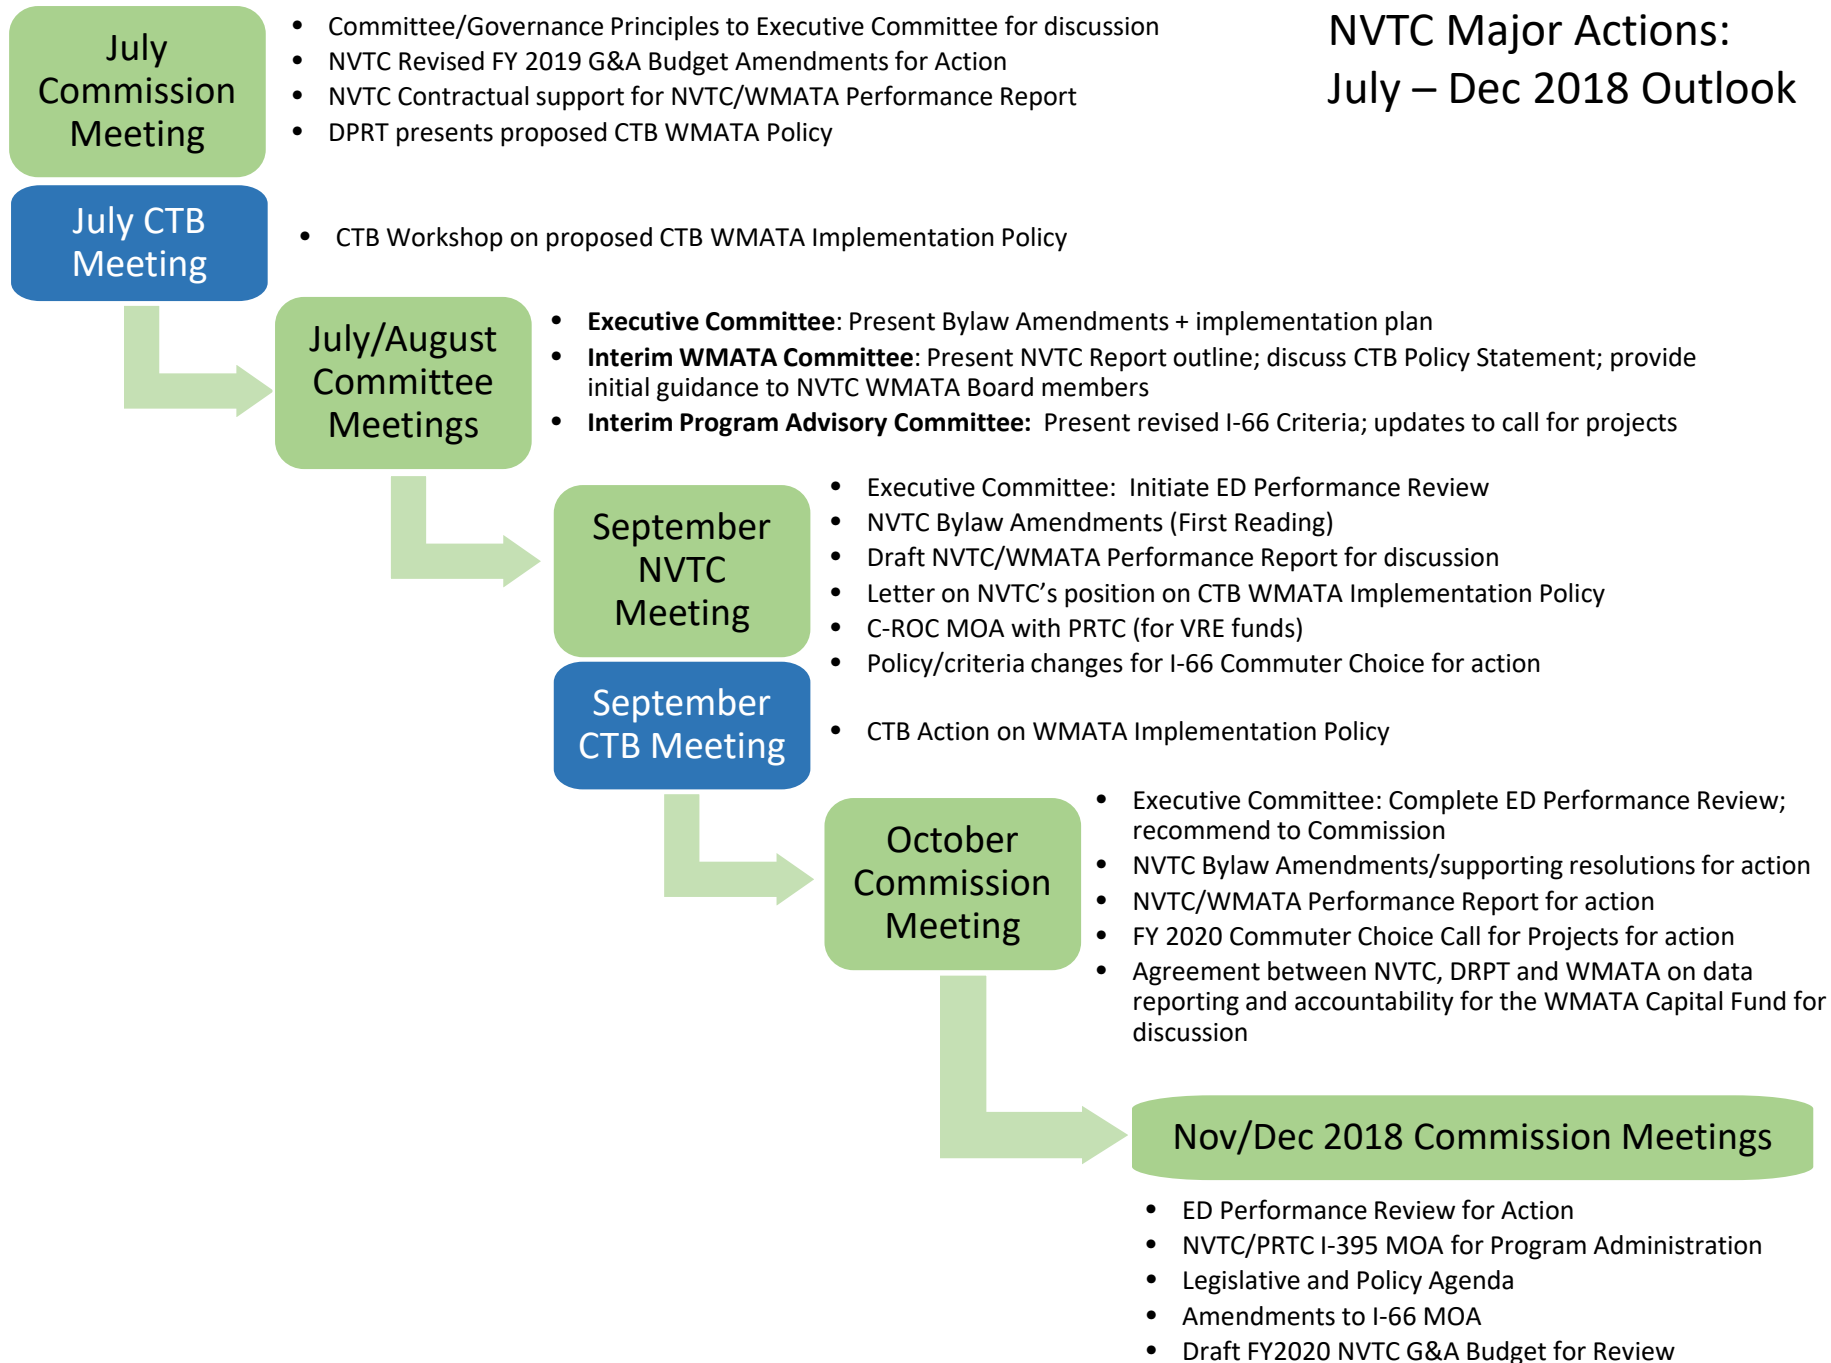 NVTC Major Actions:
July – Dec 2018 Outlook
July
Commission
Meeting
• Committee/Governance Principles to Executive Committee for discussion
• NVTC Revised FY 2019 G&A Budget Amendments for Action
• NVTC Contractual support for NVTC/WMATA Performance Report
• DPRT presents proposed CTB WMATA Policy
July CTB
Meeting
• CTB Workshop on proposed CTB WMATA Implementation Policy
July/August
Committee
Meetings
• Executive Committee: Present Bylaw Amendments + implementation plan
• Interim WMATA Committee: Present NVTC Report outline; discuss CTB Policy Statement; provide
initial guidance to NVTC WMATA Board members
• Interim Program Advisory Committee: Present revised I-66 Criteria; updates to call for projects
September
NVTC
Meeting
• Executive Committee: Initiate ED Performance Review
• NVTC Bylaw Amendments (First Reading)
• Draft NVTC/WMATA Performance Report for discussion
• Letter on NVTC’s position on CTB WMATA Implementation Policy
• C-ROC MOA with PRTC (for VRE funds)
• Policy/criteria changes for I-66 Commuter Choice for action
September
CTB Meeting
• CTB Action on WMATA Implementation Policy
October
Commission
Meeting
• Executive Committee: Complete ED Performance Review;
recommend to Commission
• NVTC Bylaw Amendments/supporting resolutions for action
• NVTC/WMATA Performance Report for action
• FY 2020 Commuter Choice Call for Projects for action
• Agreement between NVTC, DRPT and WMATA on data
reporting and accountability for the WMATA Capital Fund for
discussion
Nov/Dec 2018 Commission Meetings
• ED Performance Review for Action
• NVTC/PRTC I-395 MOA for Program Administration
• Legislative and Policy Agenda
• Amendments to I-66 MOA
• Draft FY2020 NVTC G&A Budget for Review